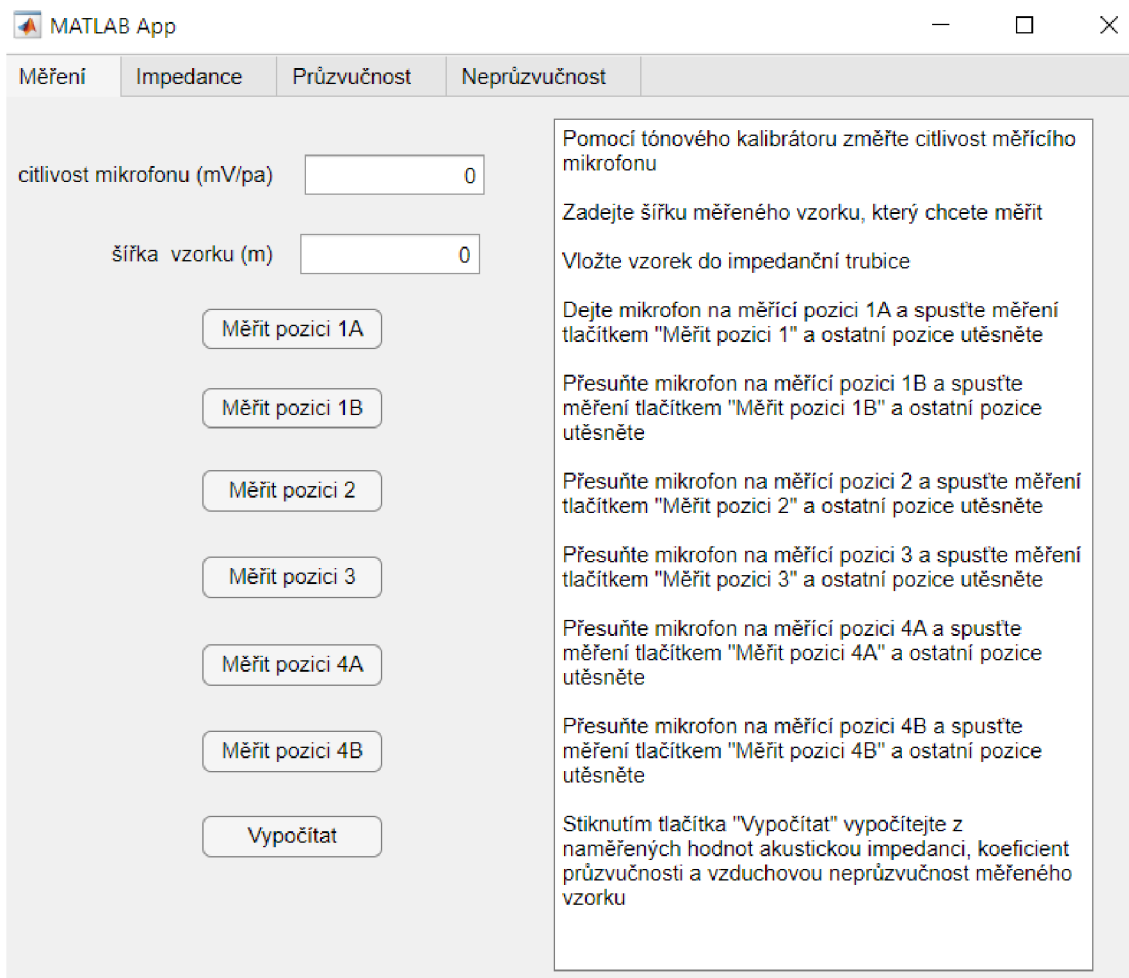 MATLAB App
Měření
Impedance
Průzvučnost
Neprůzvučnost
citlivost mikrofonu (mV/pa)
0
šířka vzorku (m)
0
Měřit pozici 1A
Měřit pozici 1B
Měřit pozici 2
Měřit pozici 3
Měřit pozici 4A
Měřit pozici 4B
Vypočítat
Pomocí tónového kalibrátoru změřte citlivost měřícího
mikrofonu
Zadejte šířku měřeného vzorku, který chcete měřit
Vložte vzorek do impedanční trubice
Dejte mikrofon na měřící pozici 1A a spusťte měření
tlačítkem "Měřit pozici 1" a ostatní pozice utěsněte
Přesuňte mikrofon na měřící pozici 1B a spusťte
měření tlačítkem "Měřit pozici 1B" a ostatní pozice
utěsněte
Přesuňte mikrofon na měřící pozici 2 a spusťte měření
tlačítkem "Měřit pozici 2" a ostatní pozice utěsněte
Přesuňte mikrofon na měřící pozici 3 a spusťte měření
tlačítkem "Měřit pozici 3" a ostatní pozice utěsněte
Přesuňte mikrofon na měřící pozici 4A a spusťte
měření tlačítkem "Měřit pozici 4A" a ostatní pozice
utěsněte
Přesuňte mikrofon na měřící pozici 4B a spusťte
měření tlačítkem "Měřit pozici 4B" a ostatní pozice
utěsněte
Stiknutím tlačítka "Vypočítat" vypočítejte z
naměřených hodnot akustickou impedanci, koeficient
průzvučnosti a vzduchovou neprůzvučnost měřeného
vzorku